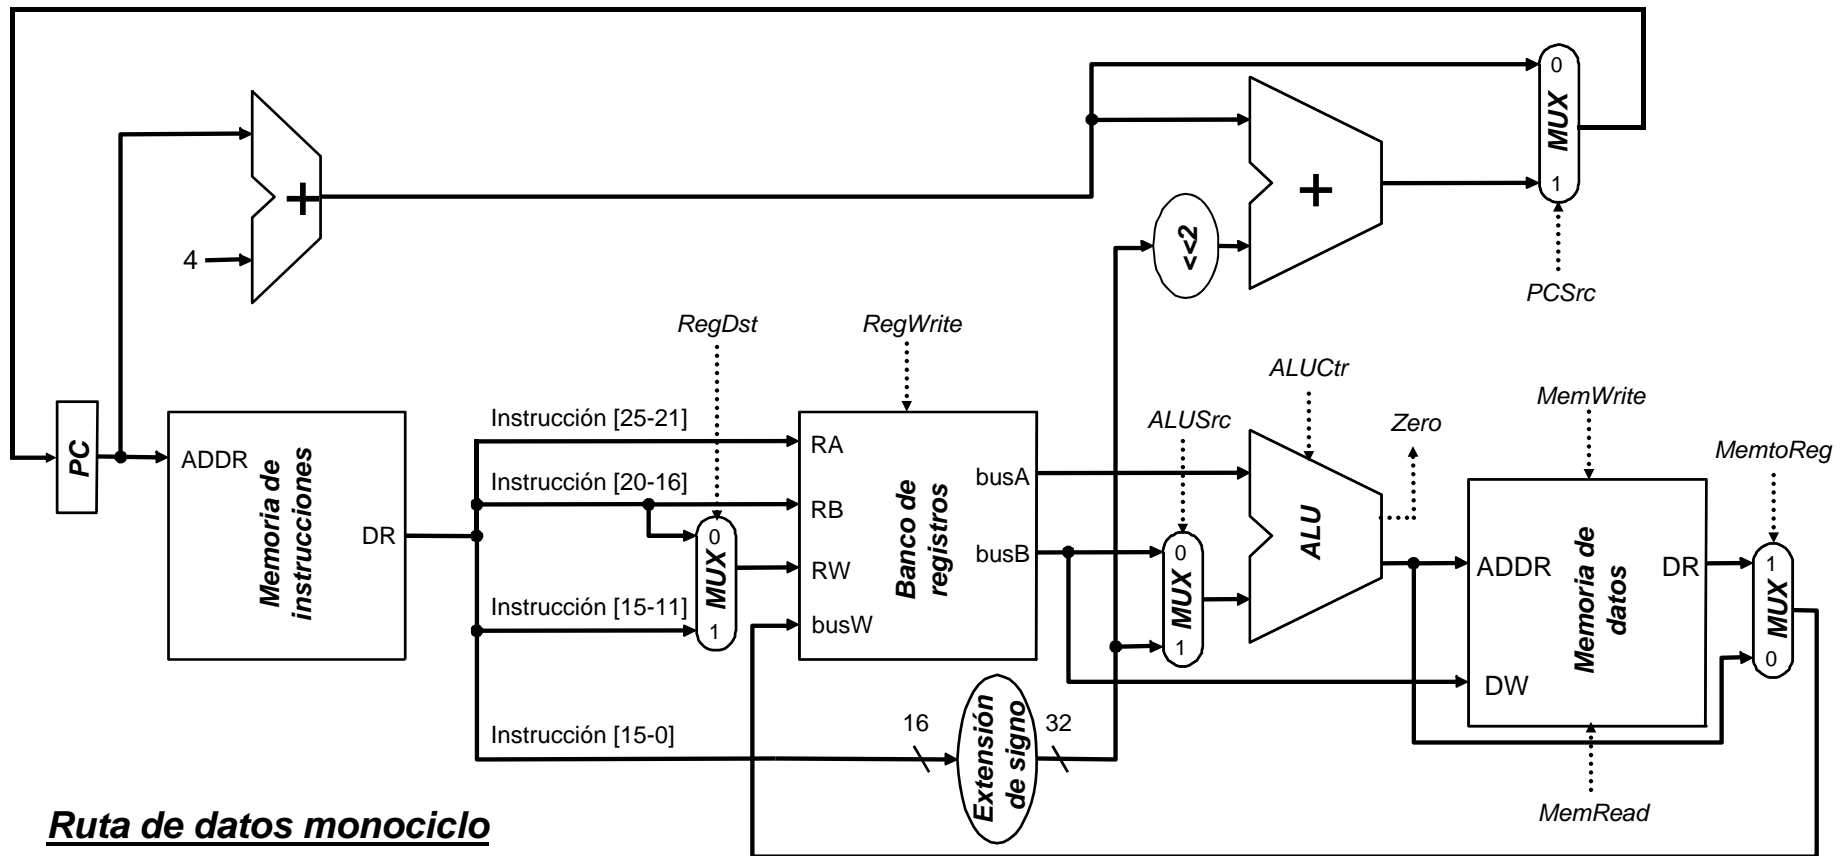 0
MUX
1
+
+
<<2
4
PCSrc
RegDst
RegWrite
ALUCtr
MemWrite
ALUSrc
Zero
MemtoReg
PC
ADDR
Memoria de
instrucciones
DR
Instrucción [25-21]
Instrucción [20-16]
Instrucción [15-11]
Instrucción [15-0]
0
MUX
1
RA
RB
RW
busW
Banco de
registros
busA
busB
0
MUX
1
ALU
ADDR
DW
Memoria de
datos
DR
1
MUX
0
16
Extensión
de signo
32
MemRead
Ruta de datos monociclo